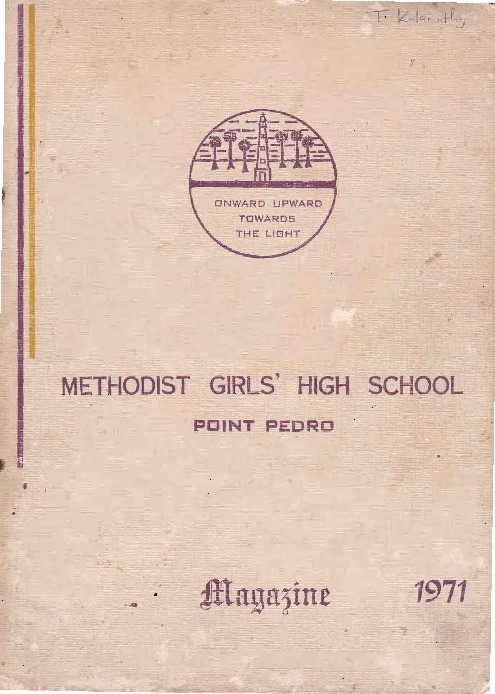 T.
ONWARD UPWARD
TOWARDS
THE LIGHT
METHODIST GIRLS' HIGH SCHOOL
POINT PEDRO
Magazine 1971